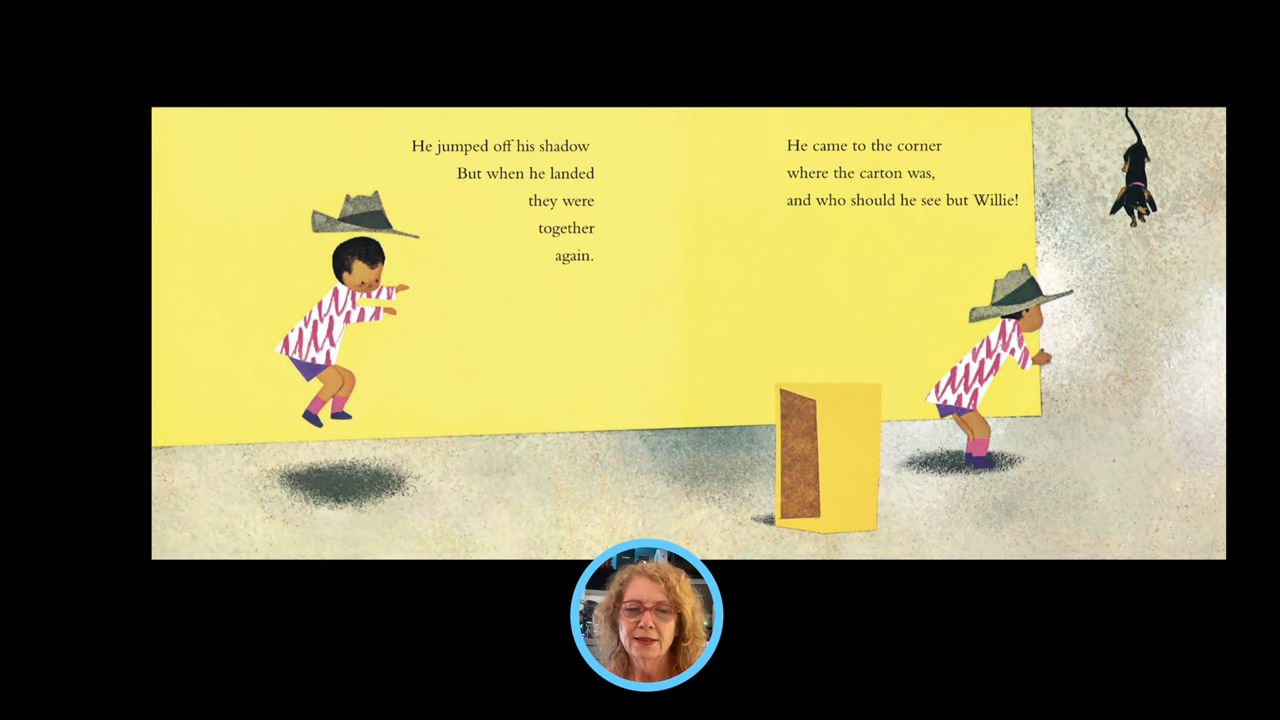 He jumped off his shadow
But when he landed
they were
together
again.
He came to the corner
where the carton was,
and who should he see but Willie!